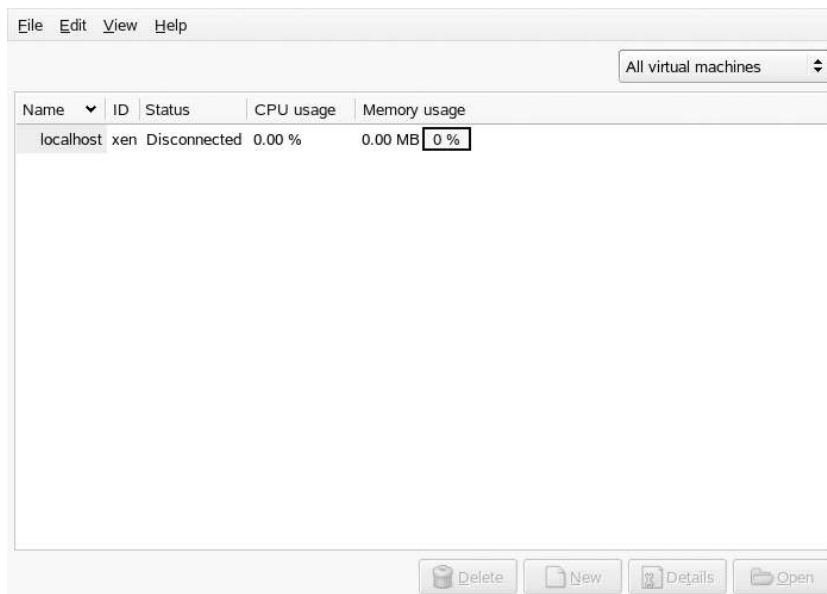 File Edit View Help
All virtual machines
Name ID Status CPU usage Memory usage
localhost xen Disconnected 0.00 % 0.00 MB 0 %
Delete New Details Open